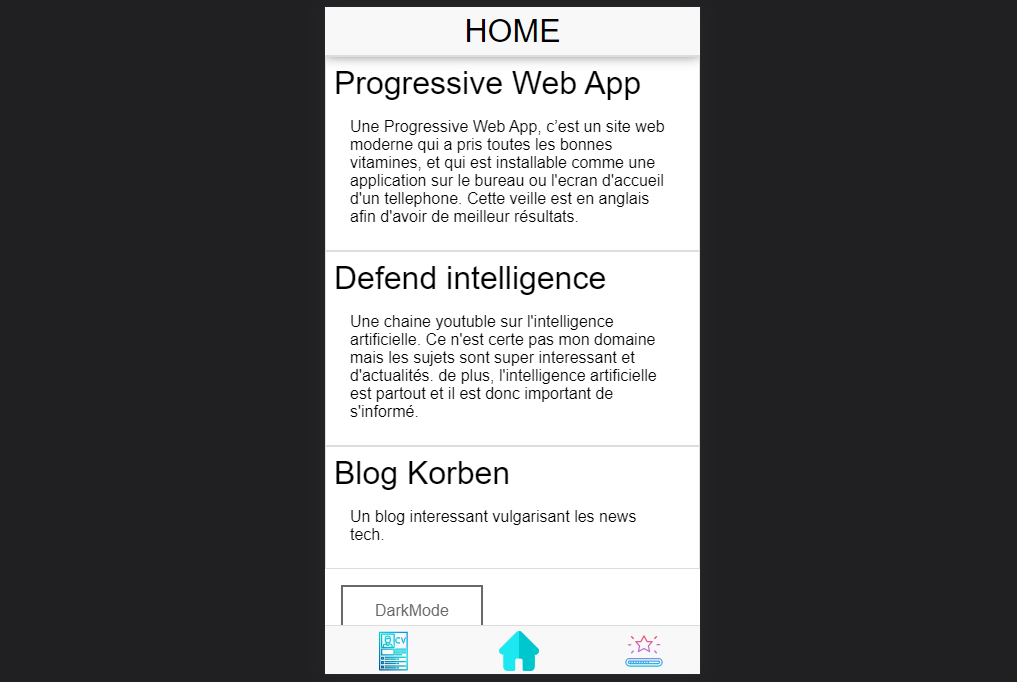 HOME
Progressive Web App
Une Progressive Web App, c’est un site web
moderne qui a pris toutes les bonnes
vitamines, et qui est installable comme une
application sur le bureau ou l'ecran d'accueil
d'un tellephone. Cette veille est en anglais
afin d'avoir de meilleur résultats.
Defend intelligence
Une chaine youtuble sur l'intelligence
artificielle. Ce n'est certe pas mon domaine
mais les sujets sont super interessant et
d'actualités. de plus, l'intelligence artificielle
est partout et il est donc important de
s'informé.
Blog Korben
Un blog interessant vulgarisant les news
tech.
DarkMode
CV